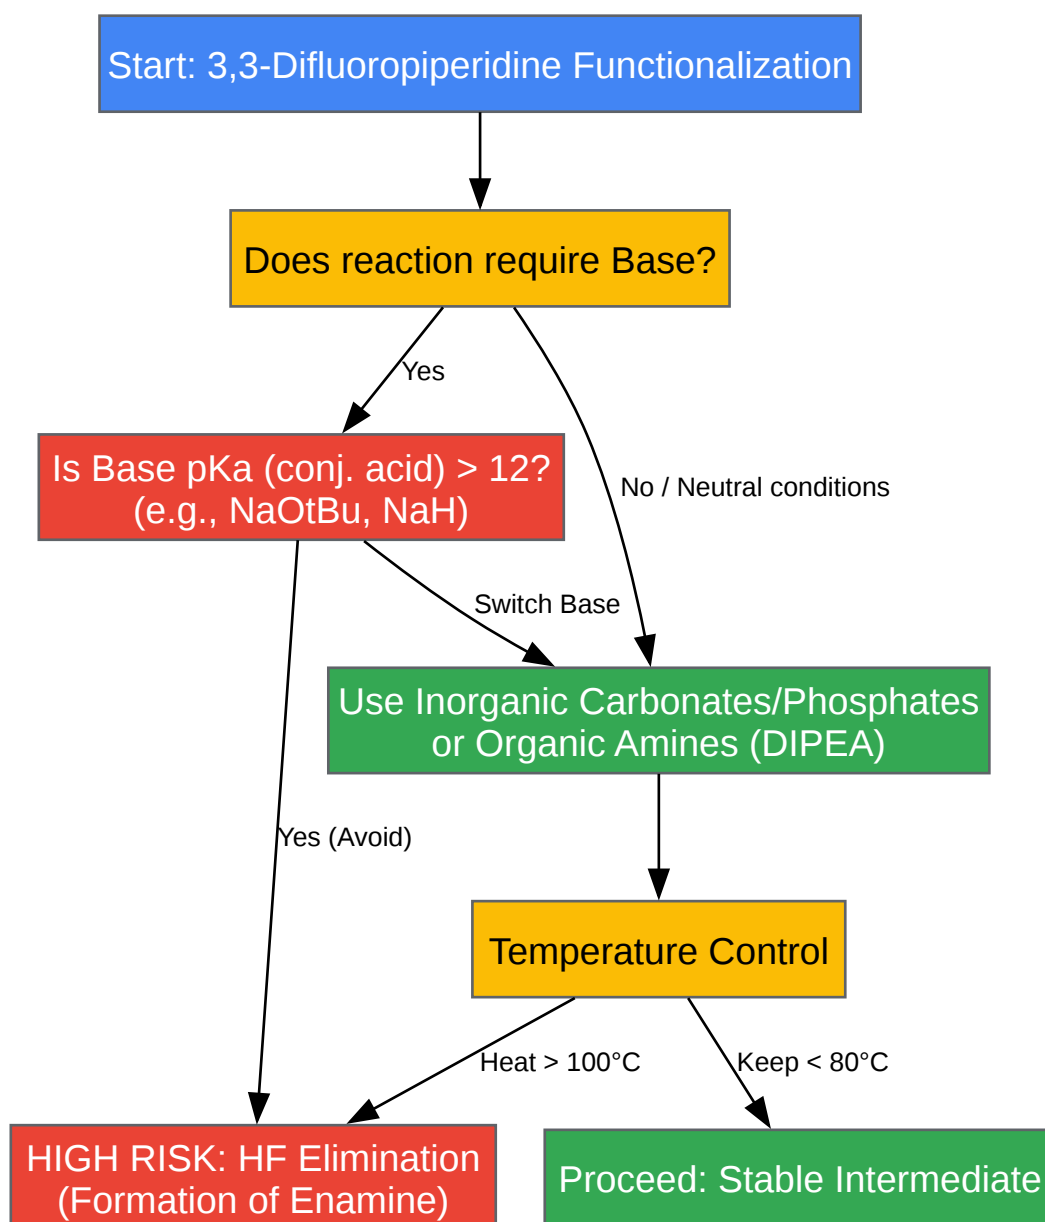 Start: 3,3-Difluoropiperidine Functionalization
Does reaction require Base?
Yes
Is Base pKa (conj. acid) > 12?
(e.g., NaOtBu, NaH)
No / Neutral conditions
Switch Base
Use Inorganic Carbonates/Phosphates
or Organic Amines (DIPEA)
Yes (Avoid)
Temperature Control
Heat > 100°C
Keep < 80°C
HIGH RISK: HF Elimination
(Formation of Enamine)
Proceed: Stable Intermediate